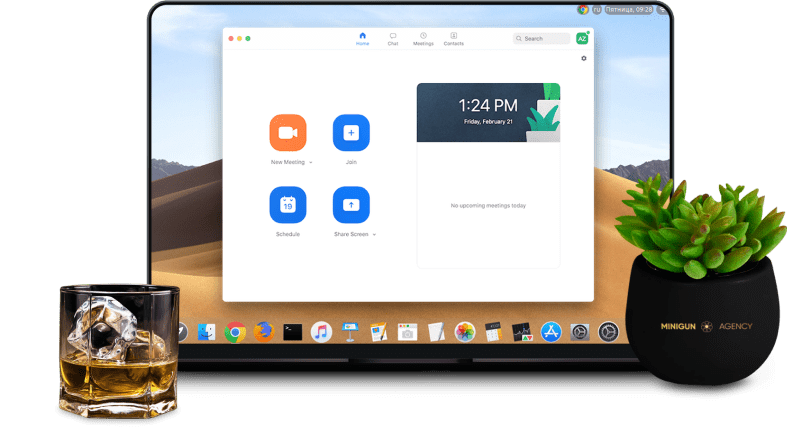 ru Пятница, 09:28
Home Chat Meetings Contacts
Search
AZ
1:24 PM
Friday, February 21
New Meeting
Join
No upcoming meetings today
19
Schedule
Share Screen
MINIGUN AGENCY